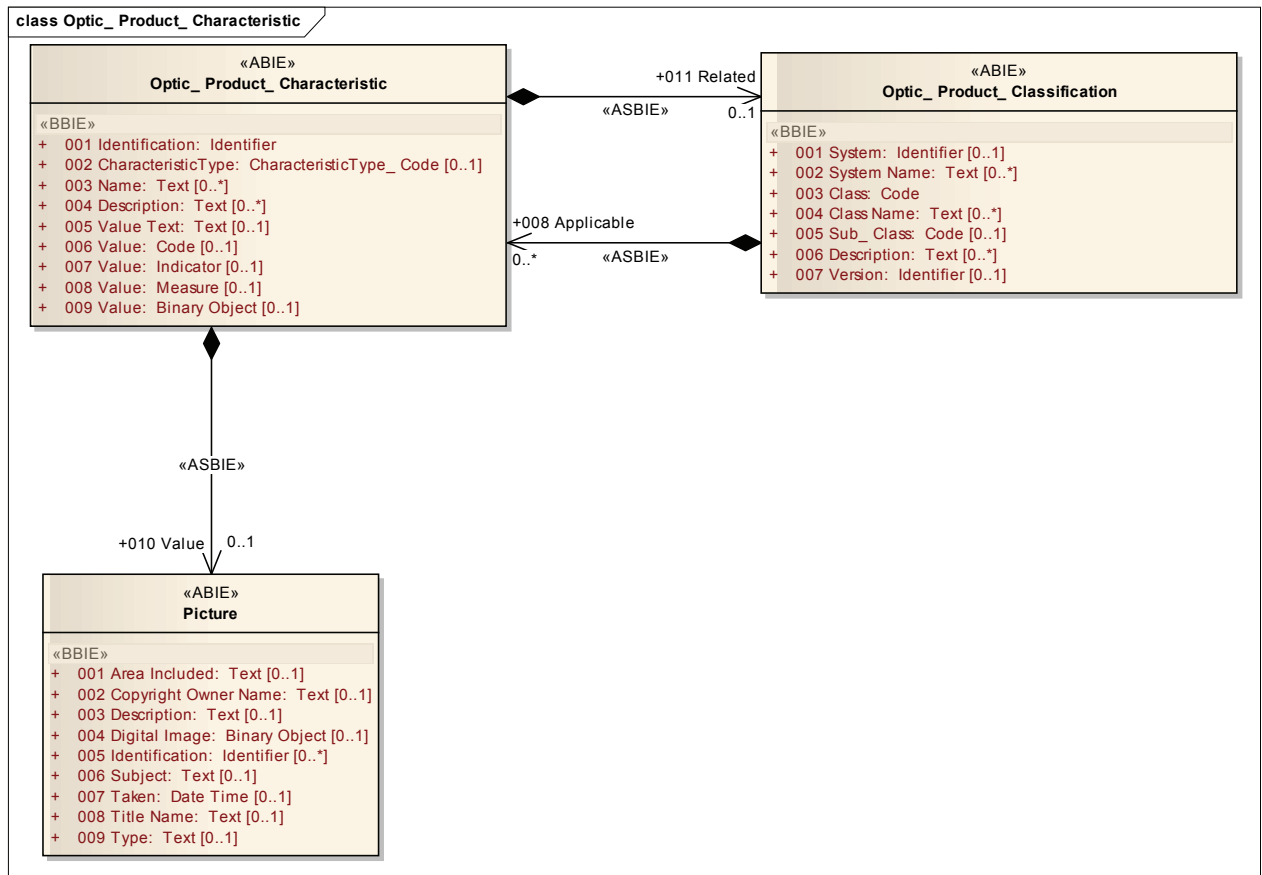 class Optic_ Product_ Characteristic
«ABIE»
Optic_ Product_ Characteristic
«BBIE»
+ 001 Identification: Identifier
+ 002 CharacteristicType: CharacteristicType_ Code [0..1]
+ 003 Name: Text [0..*]
+ 004 Description: Text [0..*]
+ 005 Value Text: Text [0..1]
+ 006 Value: Code [0..1]
+ 007 Value: Indicator [0..1]
+ 008 Value: Measure [0..1]
+ 009 Value: Binary Object [0..1]
+011 Related
«ASBIE»
0..1
+008 Applicable
0..*
«ASBIE»
«ABIE»
Optic_ Product_ Classification
«BBIE»
+ 001 System: Identifier [0..1]
+ 002 System Name: Text [0..*]
+ 003 Class: Code
+ 004 Class Name: Text [0..*]
+ 005 Sub_ Class: Code [0..1]
+ 006 Description: Text [0..*]
+ 007 Version: Identifier [0..1]
«ASBIE»
+010 Value
0..1
«ABIE»
Picture
«BBIE»
+ 001 Area Included: Text [0..1]
+ 002 Copyright Owner Name: Text [0..1]
+ 003 Description: Text [0..1]
+ 004 Digital Image: Binary Object [0..1]
+ 005 Identification: Identifier [0..*]
+ 006 Subject: Text [0..1]
+ 007 Taken: Date Time [0..1]
+ 008 Title Name: Text [0..1]
+ 009 Type: Text [0..1]